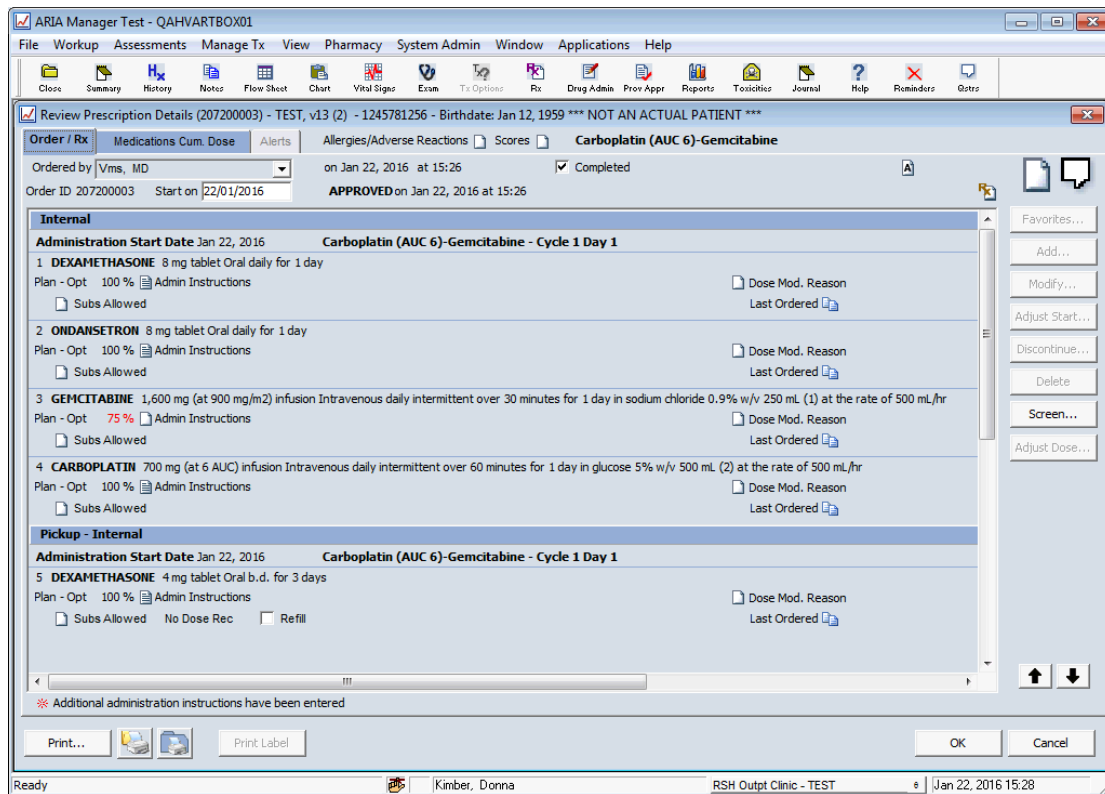 ARIA Manager Test - QAHVARTBOX01
File Workup Assessments Manage Tx View Pharmacy System Admin Window Applications Help
Close Summary History Notes Flow Sheet Chart Vital Signs Exam Tx Options Rx Drug Admin Prov Appr Reports Toxicities Journal Help Reminders Qstrs
Review Prescription Details (207200003) - TEST, v13 (2) - 1245781256 - Birthdate: Jan 12, 1959 *** NOT AN ACTUAL PATIENT ***
Order / Rx Medications Cum. Dose Alerts Allergies/Adverse Reactions Scores Carboplatin (AUC 6)-Gemcitabine
Ordered by Vms, MD on Jan 22, 2016 at 15:26 Completed
Order ID 207200003 Start on 22/01/2016 APPROVED on Jan 22, 2016 at 15:26
Internal
Favorites...
Administration Start Date Jan 22, 2016 Carboplatin (AUC 6)-Gemcitabine - Cycle 1 Day 1
Add...
1 DEXAMETHASONE 8 mg tablet Oral daily for 1 day
Plan - Opt 100 % Admin Instructions Dose Mod. Reason
Modify...
Subs Allowed Last Ordered
Adjust Start...
2 ONDANSETRON 8 mg tablet Oral daily for 1 day
Plan - Opt 100 % Admin Instructions Dose Mod. Reason
Discontinue...
Subs Allowed Last Ordered
Delete
3 GEMCITABINE 1,600 mg (at 900 mg/m2) infusion Intravenous daily intermittent over 30 minutes for 1 day in sodium chloride 0.9% w/v 250 mL (1) at the rate of 500 mL/hr
Plan - Opt 75 % Admin Instructions Dose Mod. Reason
Screen...
Subs Allowed Last Ordered
Adjust Dose...
4 CARBOPLATIN 700 mg (at 6 AUC) infusion Intravenous daily intermittent over 60 minutes for 1 day in glucose 5% w/v 500 mL (2) at the rate of 500 mL/hr
Plan - Opt 100 % Admin Instructions Dose Mod. Reason
Subs Allowed Last Ordered
Pickup - Internal
Administration Start Date Jan 22, 2016 Carboplatin (AUC 6)-Gemcitabine - Cycle 1 Day 1
5 DEXAMETHASONE 4 mg tablet Oral b.d. for 3 days
Plan - Opt 100 % Admin Instructions Dose Mod. Reason
Subs Allowed No Dose Rec Refill Last Ordered
Additional administration instructions have been entered
Print... Print Label OK Cancel
Ready Kimber, Donna RSH Outpt Clinic - TEST Jan 22, 2016 15:28